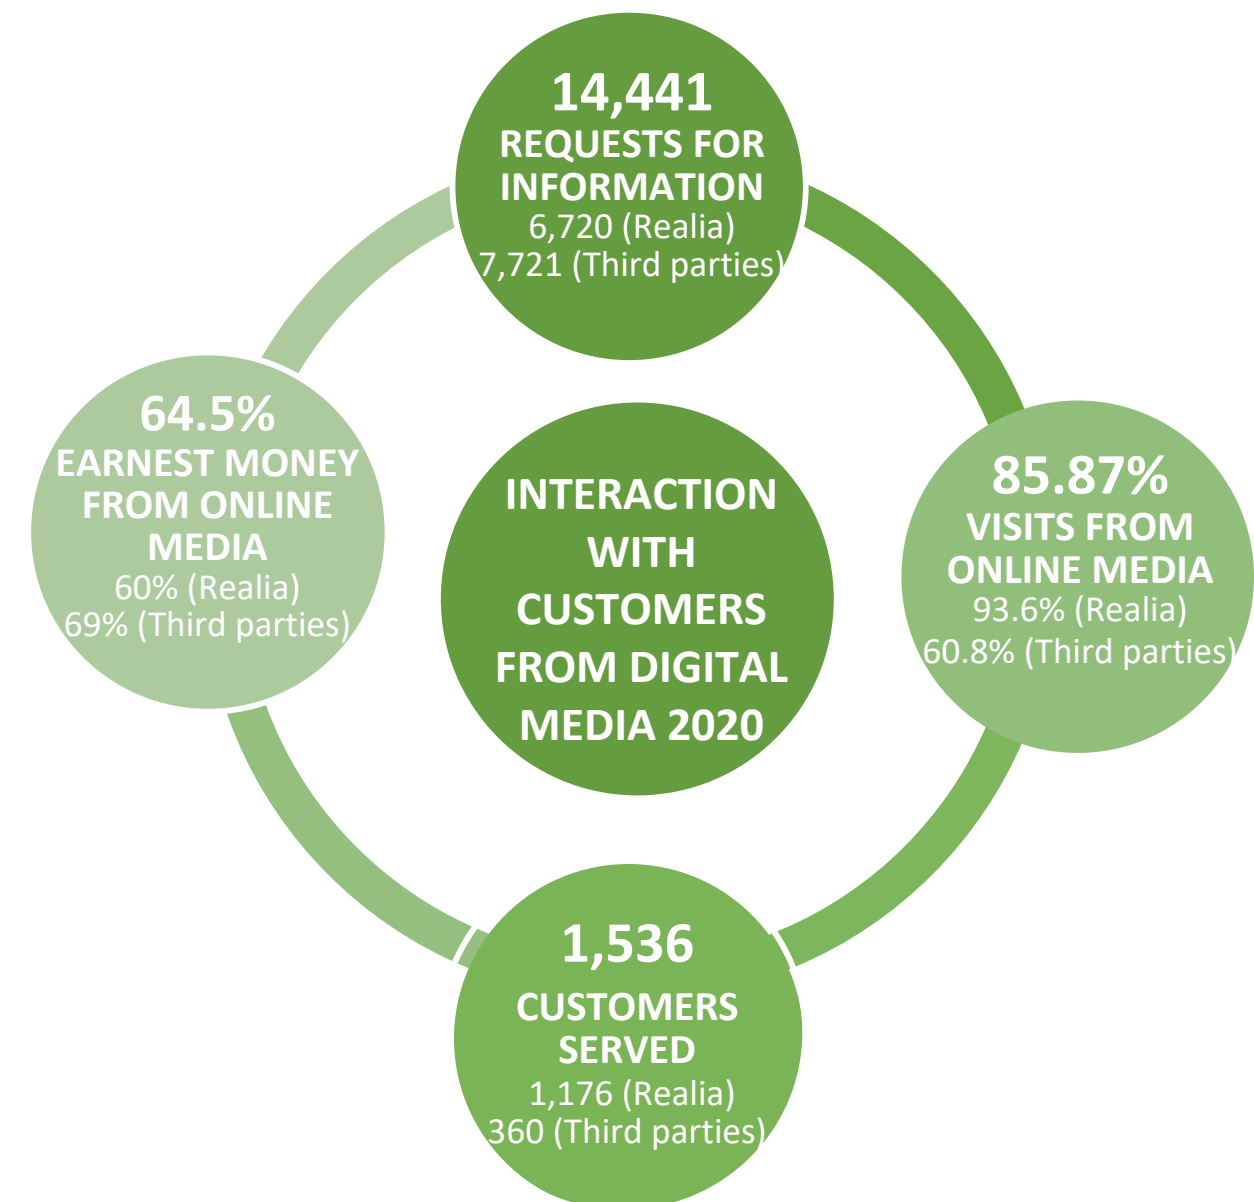 14,441
REQUESTS FOR
INFORMATION
6,720 (Realia)
7,721 (Third parties)
64.5%
EARNEST MONEY
FROM ONLINE
MEDIA
60% (Realia)
69% (Third parties)
INTERACTION
WITH
CUSTOMERS
FROM DIGITAL
MEDIA 2020
85.87%
VISITS FROM
ONLINE MEDIA
93.6% (Realia)
60.8% (Third parties)
1,536
CUSTOMERS
SERVED
1,176 (Realia)
360 (Third parties)